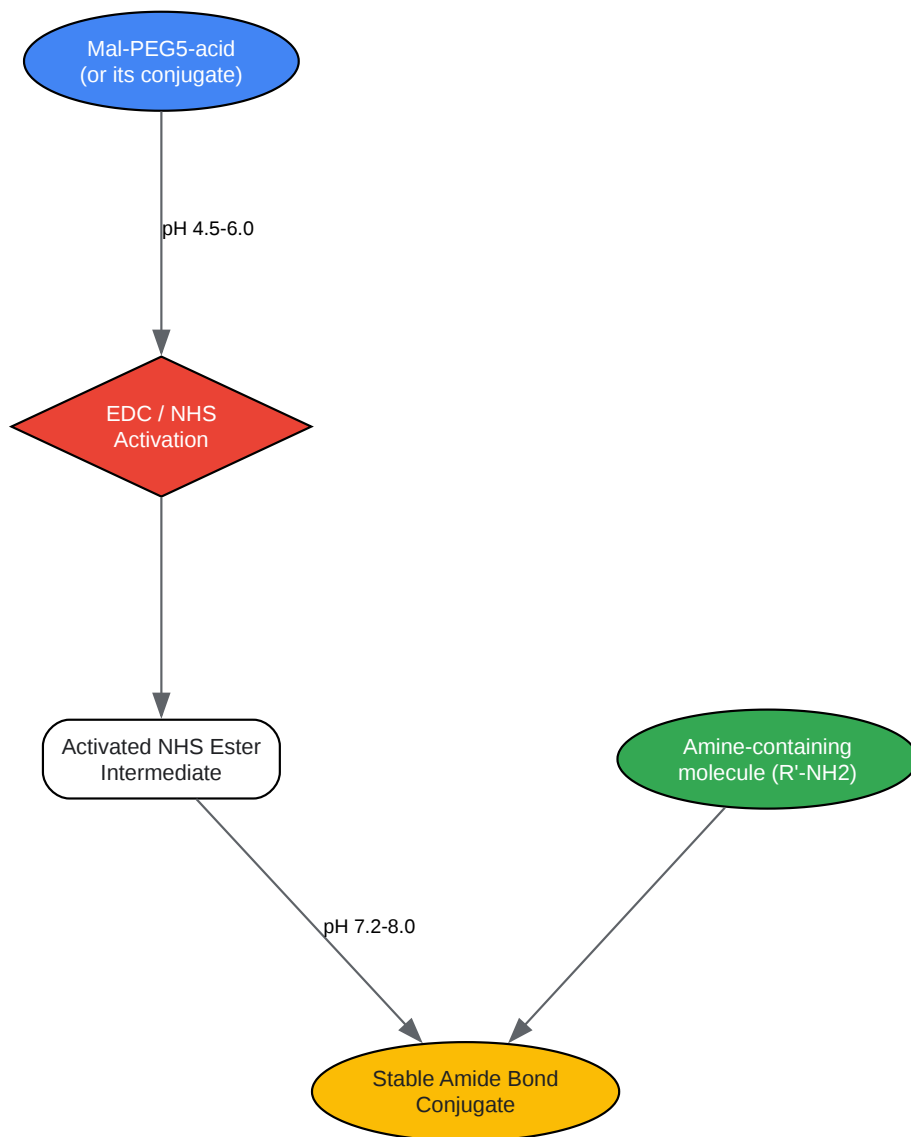 Mal-PEG5-acid
(or its conjugate)
pH 4.5-6.0
EDC / NHS
Activation
Activated NHS Ester
Intermediate
Amine-containing
molecule (R'-NH2)
pH 7.2-8.0
Stable Amide Bond
Conjugate